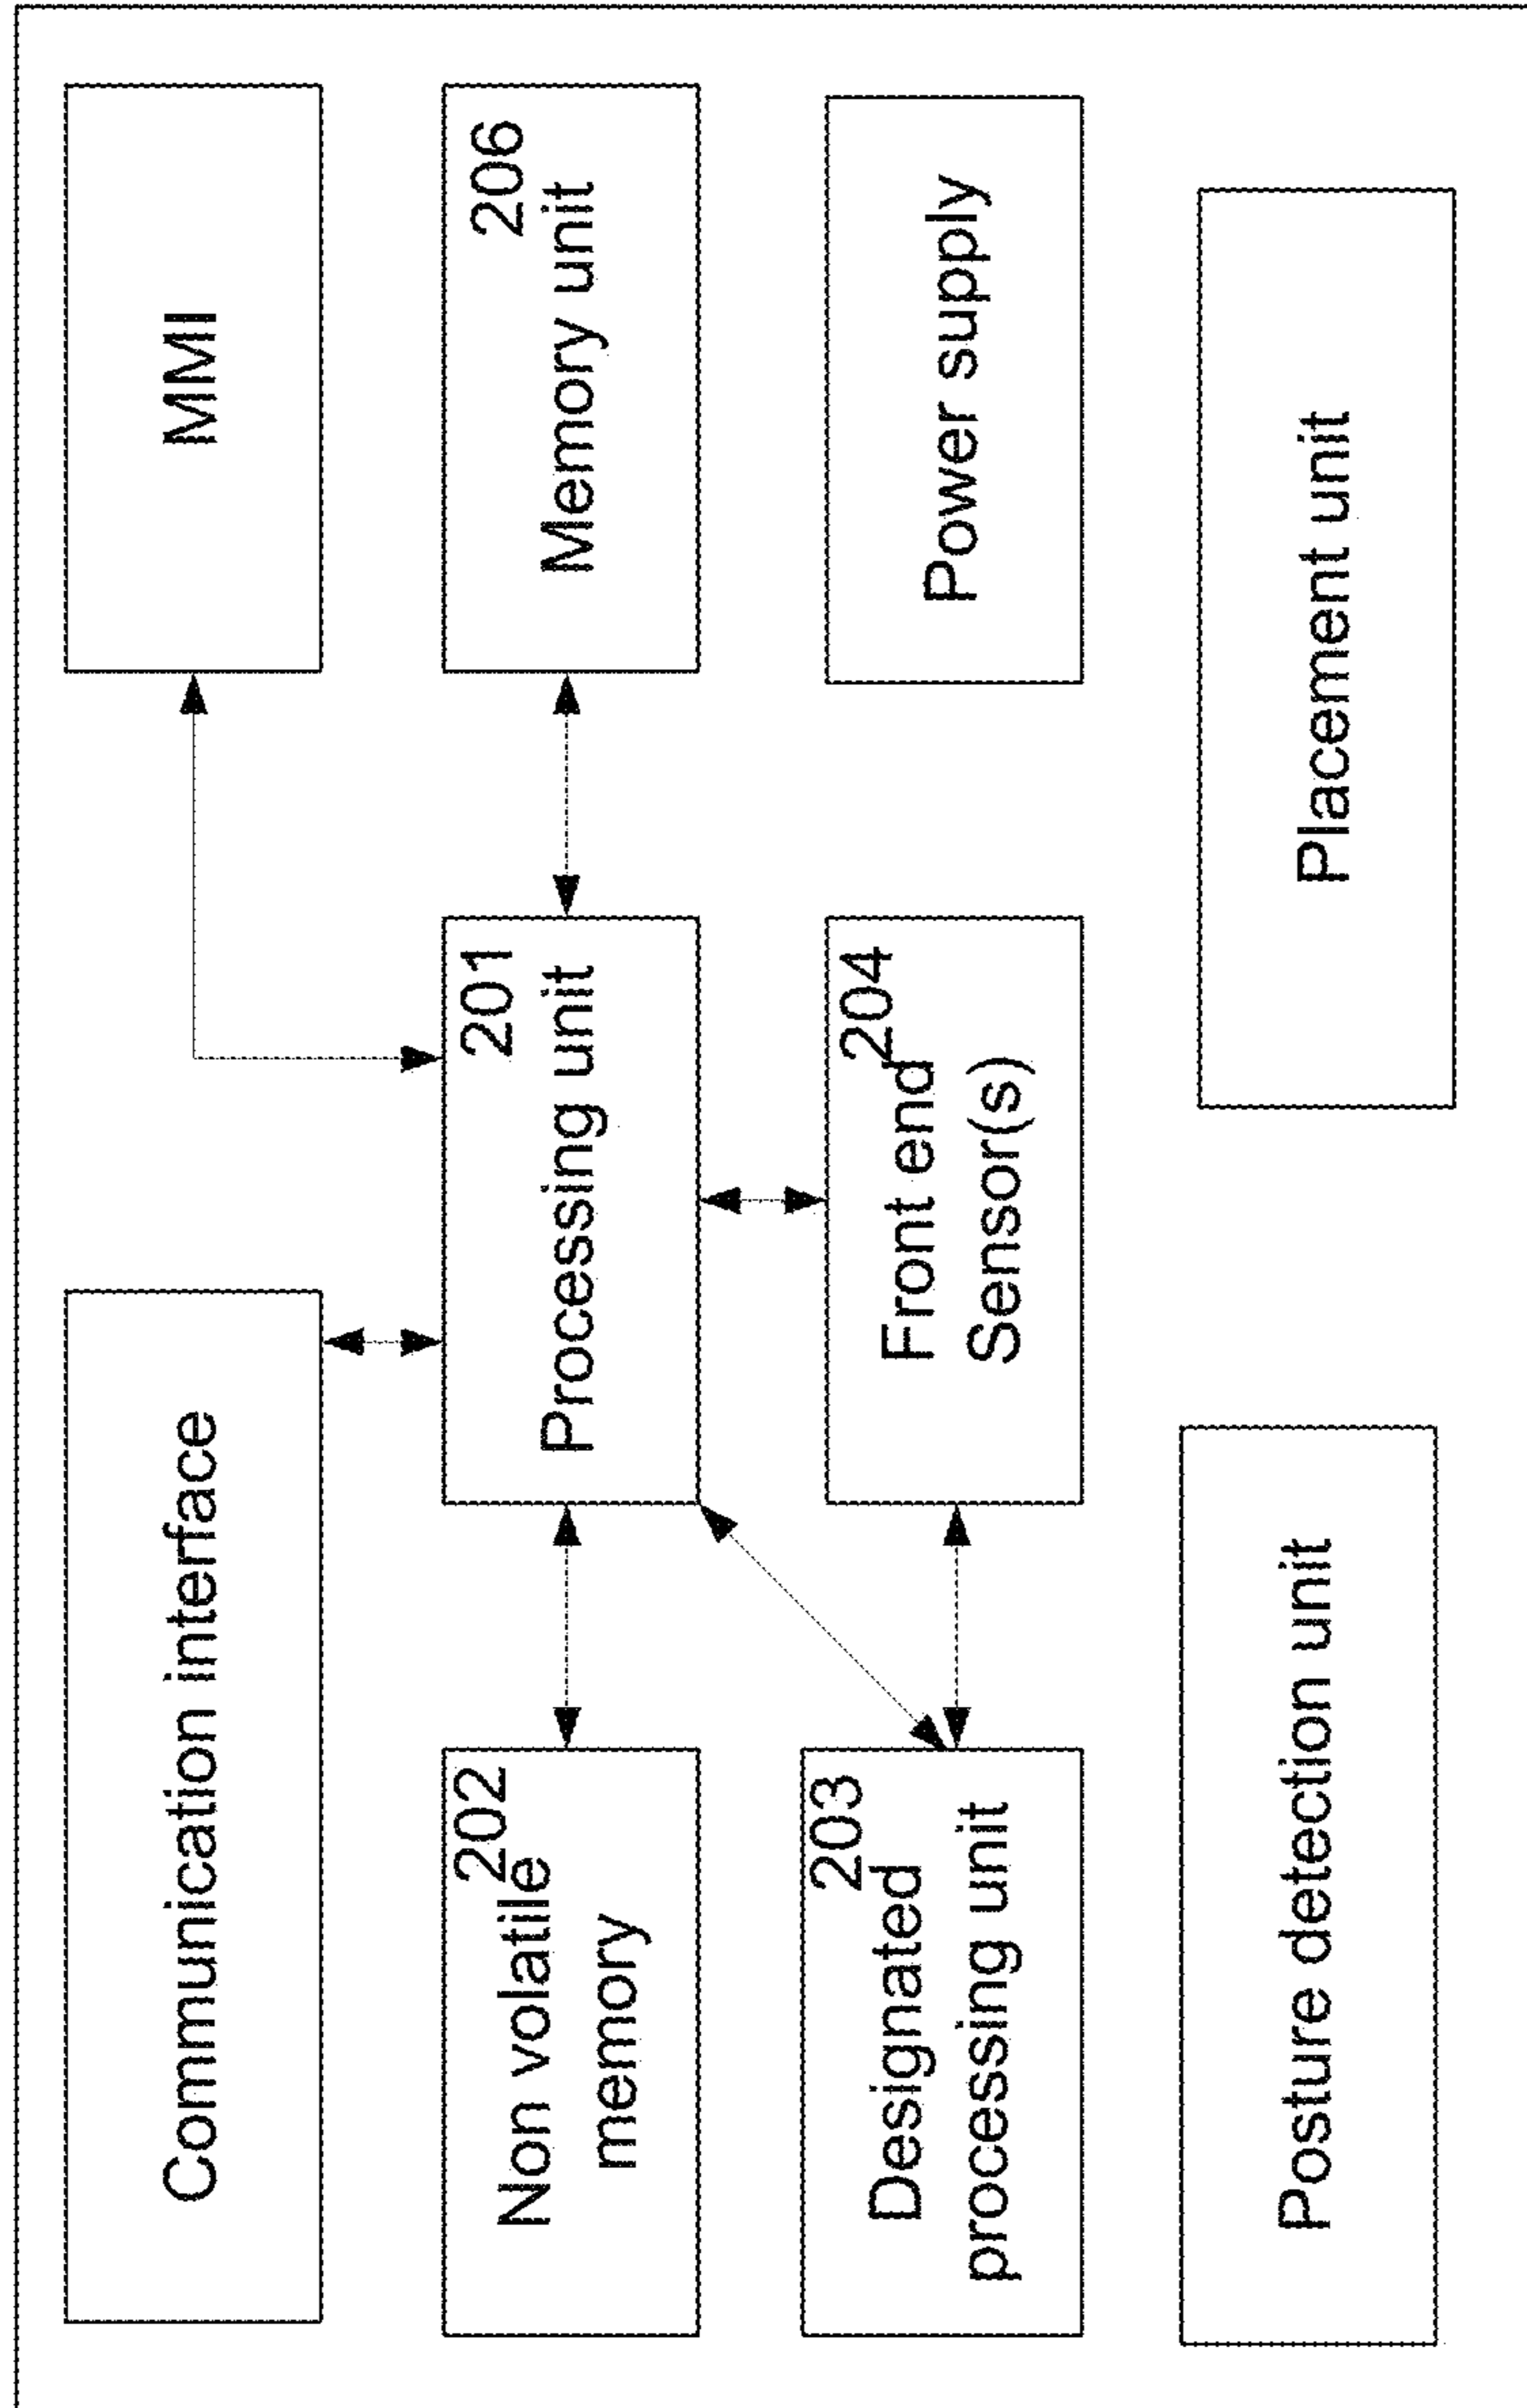 Communication interface
MMI
202
Non volatile
memory
201
Processing unit
206
Memory unit
203
Designated
processing unit
204
Front end
Sensor(s)
Power supply
Posture detection unit
Placement unit